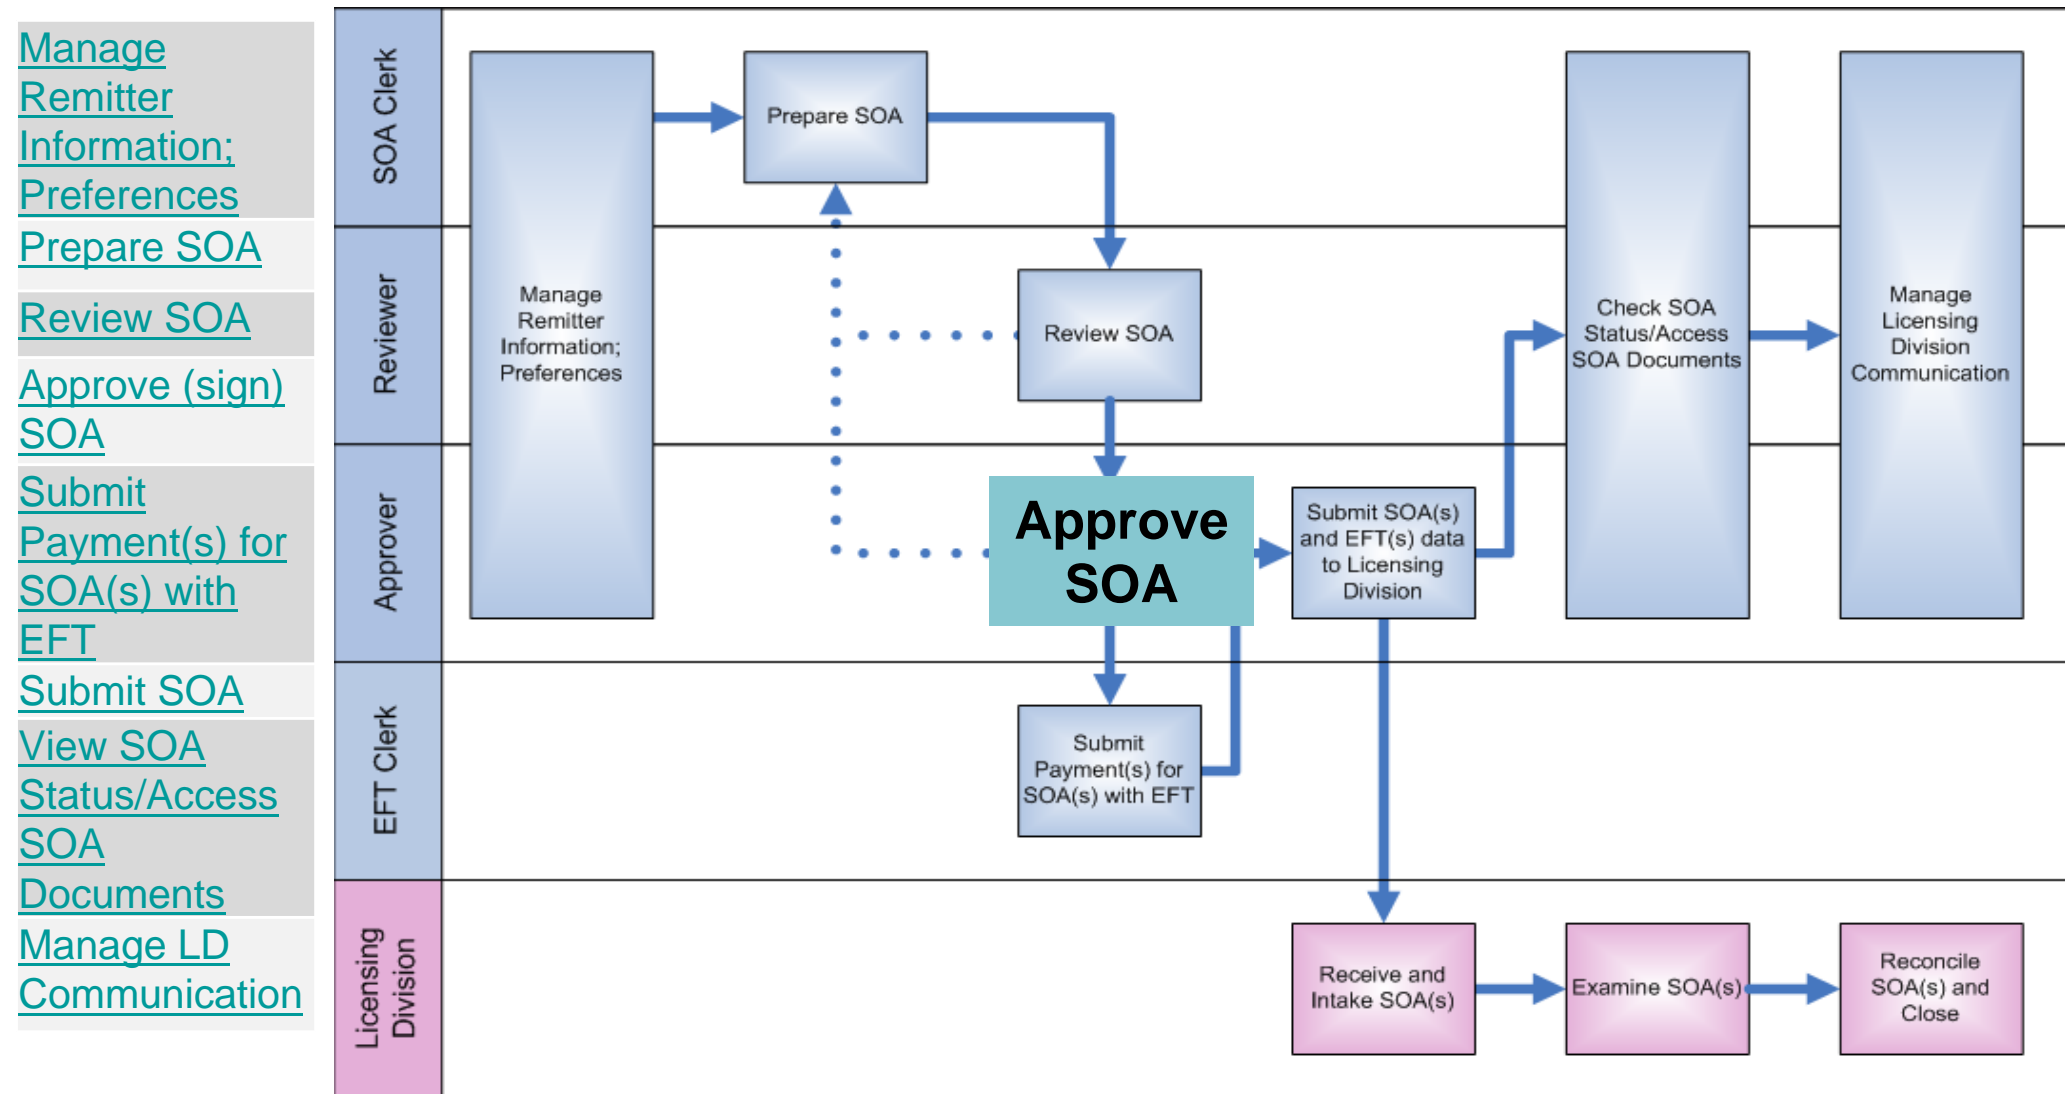 Manage
Remitter
Information;
Preferences
Prepare SOA
Review SOA
Approve (sign)
SOA
Submit
Payment(s) for
SOA(s) with
EFT
Submit SOA
View SOA
Status/Access
SOA
Documents
Manage LD
Communication
SOA Clerk
Reviewer
Approver
EFT Clerk
Licensing
Division
Manage
Remitter
Information;
Preferences
Prepare SOA
Review SOA
Approve
SOA
Submit
Payment(s) for
SOA(s) with EFT
Submit SOA(s)
and EFT(s) data
to Licensing
Division
Check SOA
Status/Access
SOA Documents
Manage
Licensing
Division
Communication
Receive and
Intake SOA(s)
Examine SOA(s)
Reconcile
SOA(s) and
Close